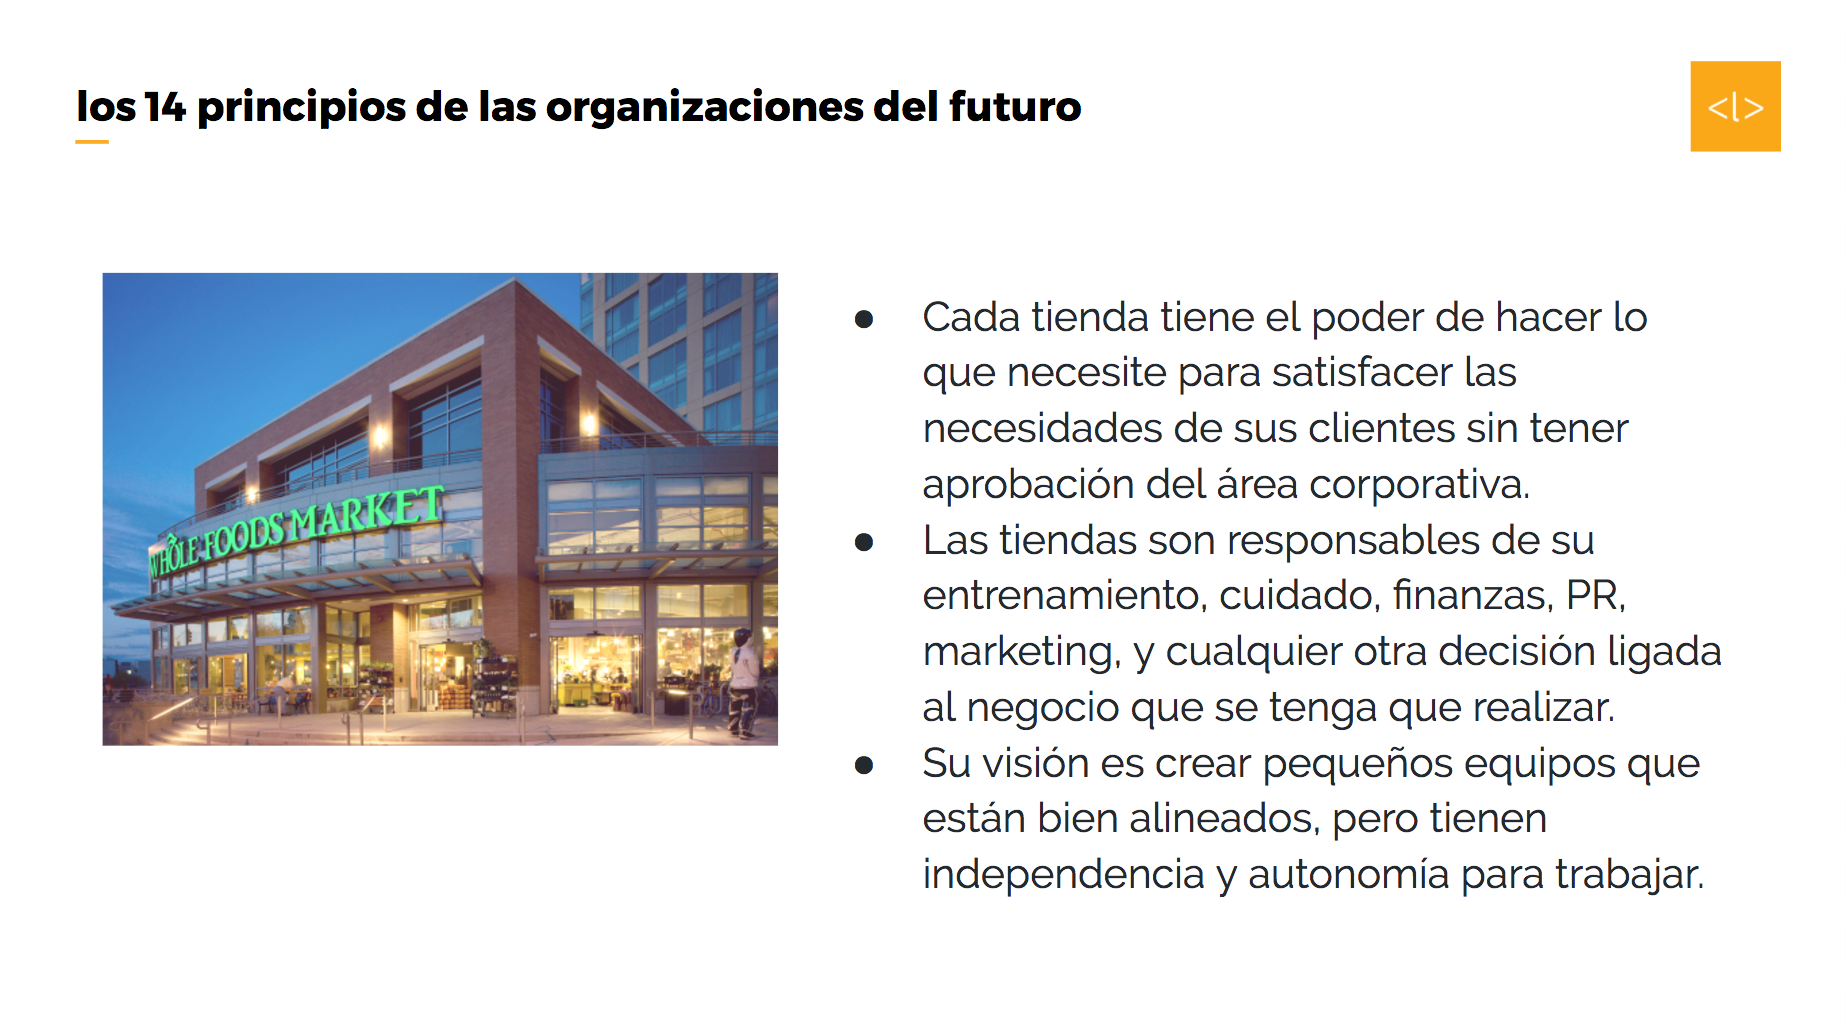 los 14 principios de las organizaciones del futuro
<l>
WHOLE FOODS MARKET
● Cada tienda tiene el poder de hacer lo
que necesite para satisfacer las
necesidades de sus clientes sin tener
aprobación del área corporativa.
● Las tiendas son responsables de su
entrenamiento, cuidado, finanzas, PR,
marketing, y cualquier otra decisión ligada
al negocio que se tenga que realizar.
● Su visión es crear pequeños equipos que
están bien alineados, pero tienen
independencia y autonomía para trabajar.